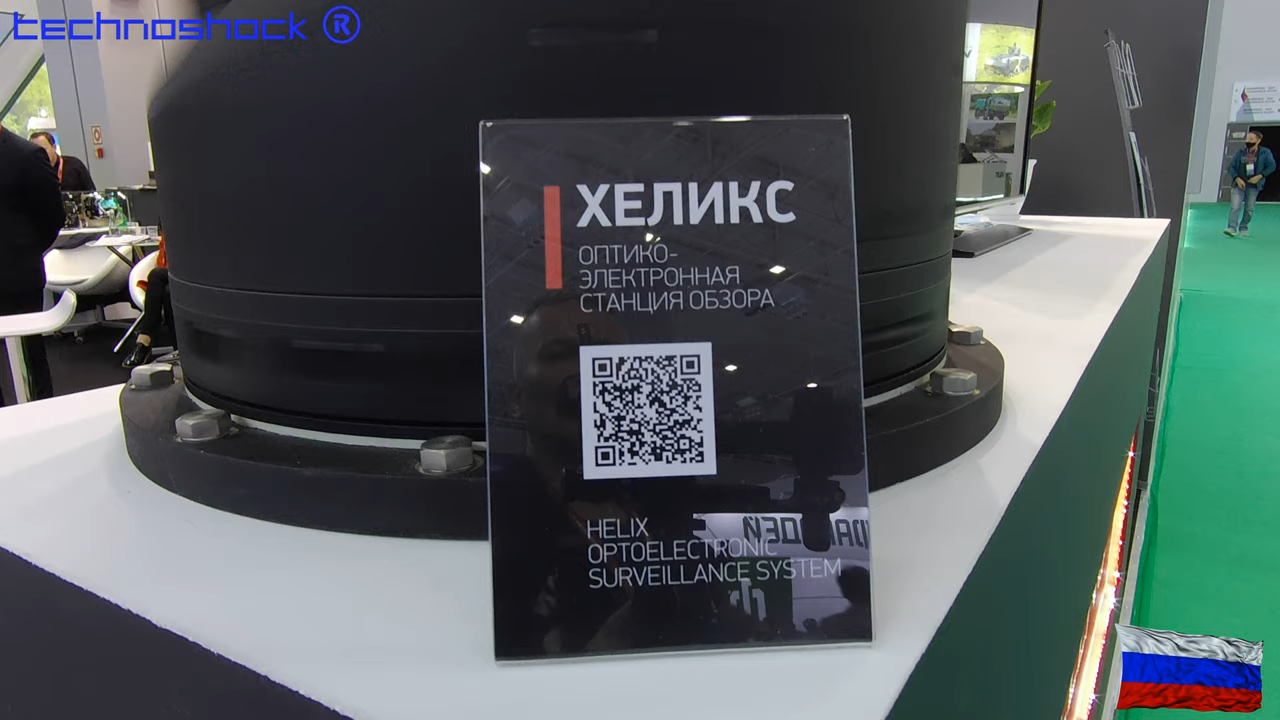 technoshock ®
ХЕЛИКС
ОПТИКО-
ЭЛЕКТРОННАЯ
СТАНЦИЯ ОБЗОРА
HELIX
OPTOELECTRONIC
SURVEILLANCE SYSTEM